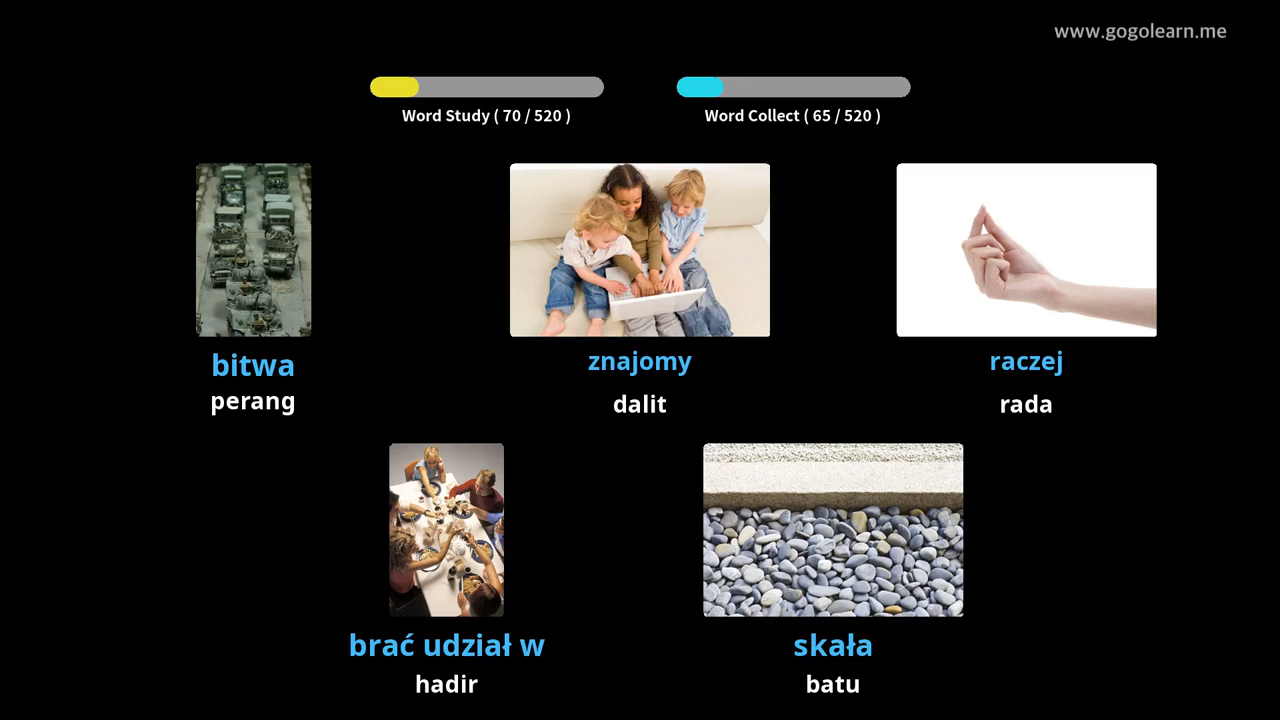 www.gogolearn.me
Word Study ( 70 / 520 )
Word Collect ( 65 / 520 )
bitwa
perang
znajomy
dalit
raczej
rada
brać udział w
hadir
skała
batu